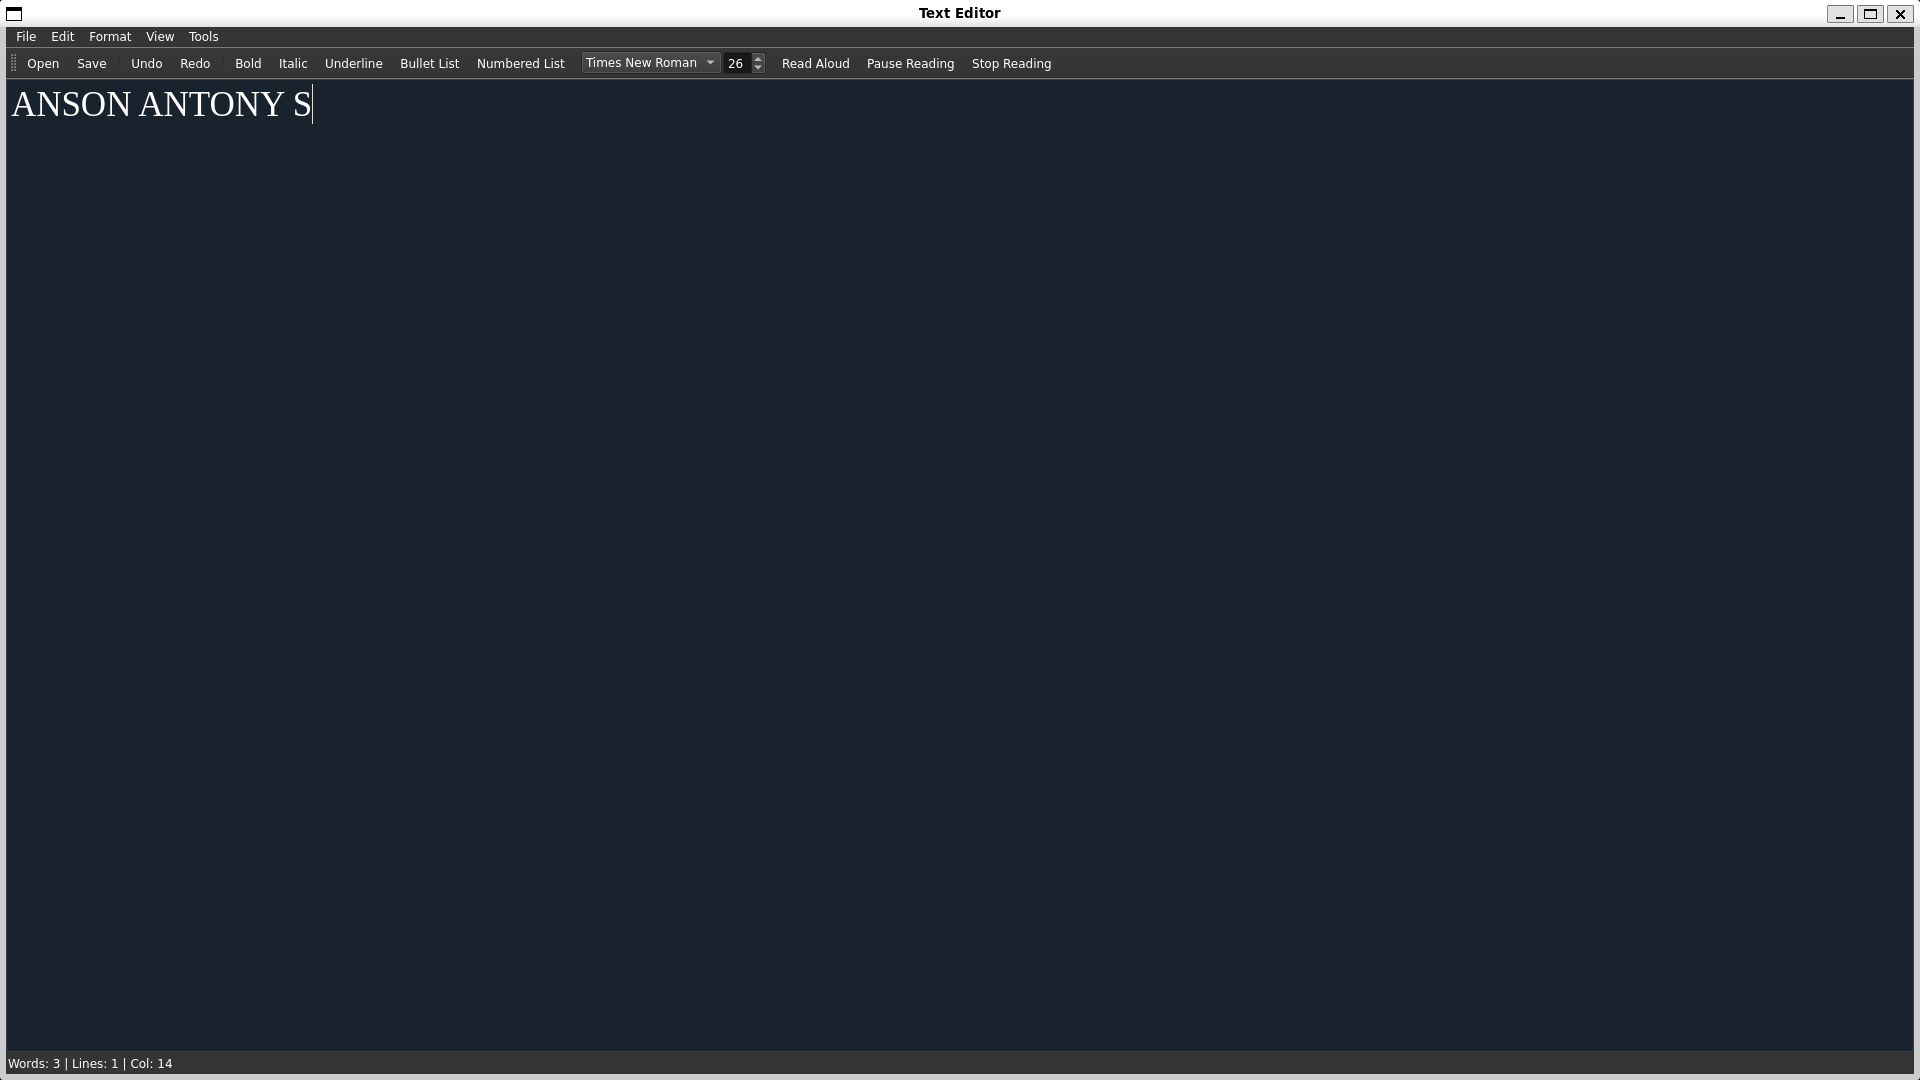 Text Editor
File Edit Format View Tools
Open Save Undo Redo Bold Italic Underline Bullet List Numbered List Times New Roman 26 Read Aloud Pause Reading Stop Reading
ANSON ANTONY S
Words: 3 | Lines: 1 | Col: 14